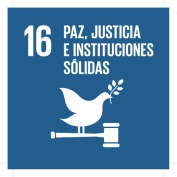 16 PAZ, JUSTICIA
E INSTITUCIONES
SÓLIDAS